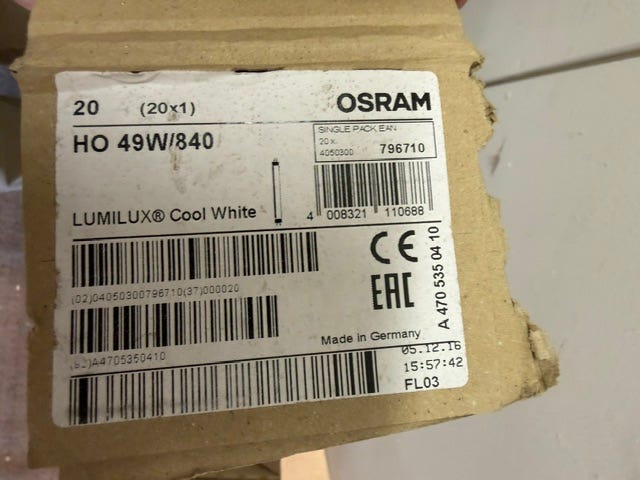 20 (20x1) OSRAM
HO 49W/840
SINGLE PACK EAN
20 x
4050300 796710
LUMILUX® Cool White
4 008321 110688
(02)04050300796710(37)000020
CE
EAC
A 470 535 04 10
Made in Germany
A4705350410
05.12.16
15:57:42
FL03